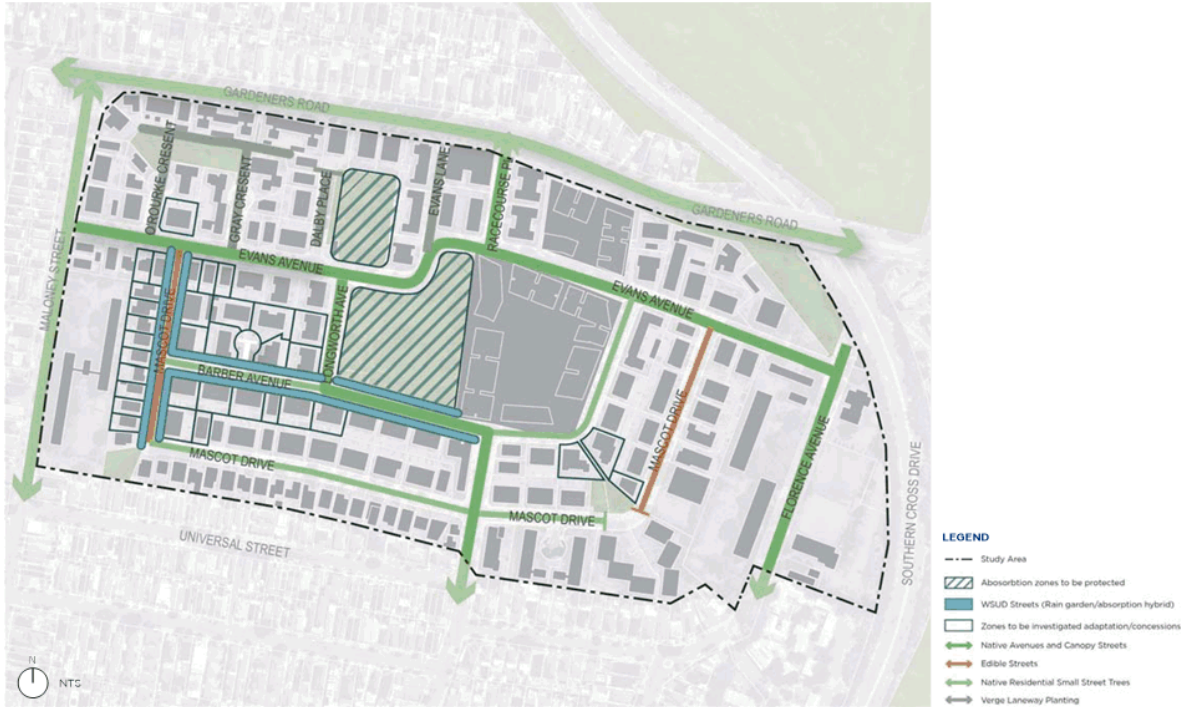 GARDENERS ROAD
GARDENERS ROAD
MALONEY STREET
OROURKE CRESENT
GRAY CRESENT
DALBY PLACE
EVANS LANE
RACECOURSE PL
EVANS AVENUE
EVANS AVENUE
MASCOT DRIVE
LONGWORTH AVE
BARBER AVENUE
MASCOT DRIVE
MASCOT DRIVE
MASCOT DRIVE
FLORENCE AVENUE
SOUTHERN CROSS DRIVE
UNIVERSAL STREET
N
NTS
LEGEND
Study Area
Abosorbtion zones to be protected
WSUD Streets (Rain garden/absorption hybrid)
Zones to be investigated adaptation/concessions
Native Avenues and Canopy Streets
Edible Streets
Native Residential Small Street Trees
Verge Laneway Planting